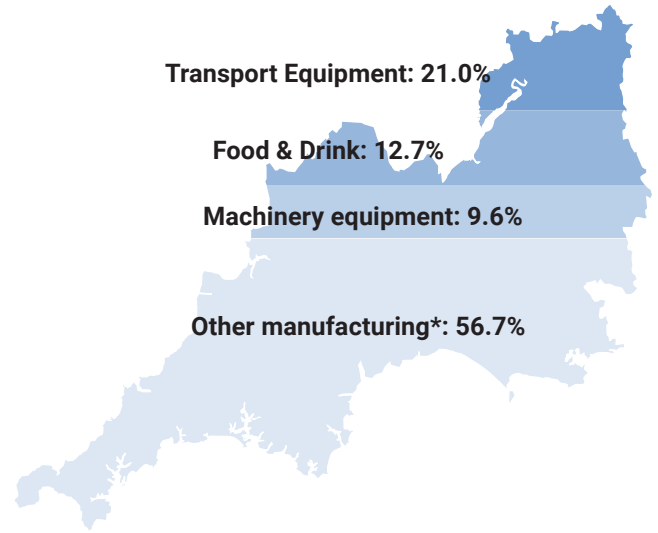 Transport Equipment: 21.0%
Food & Drink: 12.7%
Machinery equipment: 9.6%
Other manufacturing*: 56.7%